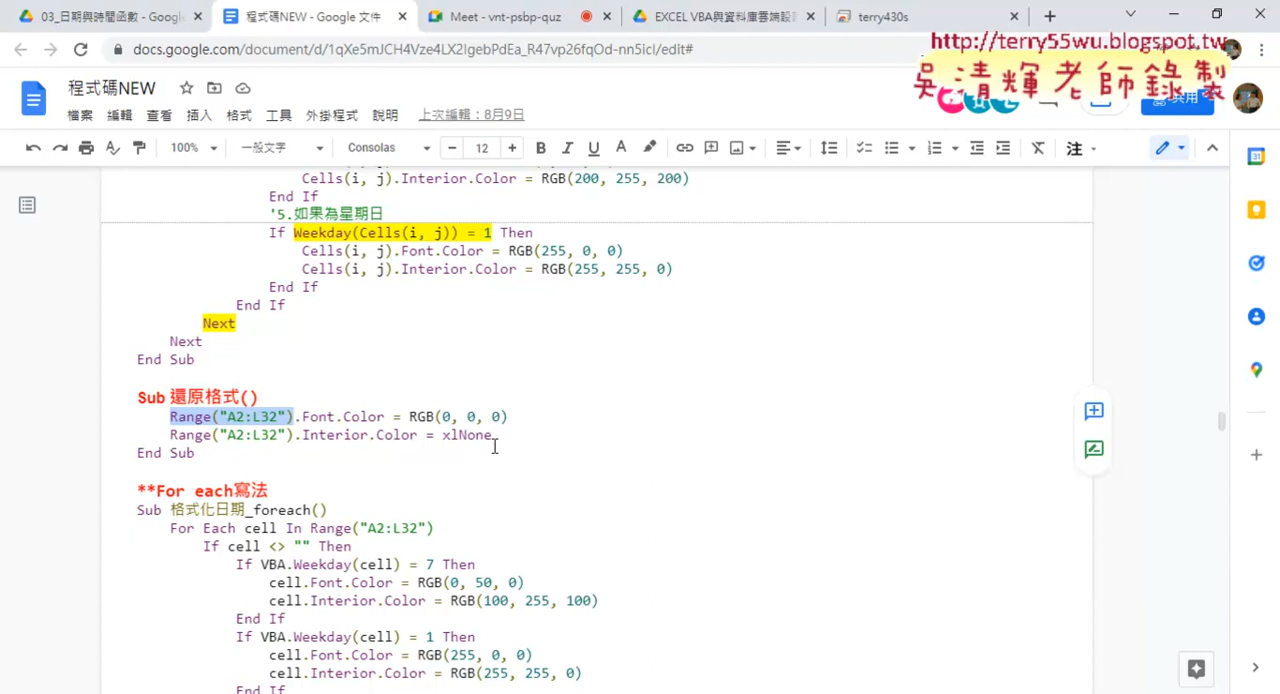 03_日期與時間函數 - Googl
程式碼NEW - Google 文件
Meet - vnt-psbp-quz
EXCEL VBA與資料庫雲端設
terry430s
docs.google.com/document/d/1qXe5mJCH4Vze4LX2IgebPdEa_R47vp26fqOd-nn5icI/edit#
http://terry55wu.blogspot.tw
吳清輝老師錄製
程式碼NEW
檔案 編輯 查看 插入 格式 工具 外掛程式 說明 上次編輯：8月9日
共用
100% 一般文字 Consolas 12
Cells(i, j).Interior.Color = RGB(200, 255, 200)
End If
'5.如果為星期日
If Weekday(Cells(i, j)) = 1 Then
Cells(i, j).Font.Color = RGB(255, 0, 0)
Cells(i, j).Interior.Color = RGB(255, 255, 0)
End If
End If
Next
Next
End Sub
Sub 還原格式()
Range("A2:L32").Font.Color = RGB(0, 0, 0)
Range("A2:L32").Interior.Color = xlNone
End Sub
**For each寫法
Sub 格式化日期_foreach()
For Each cell In Range("A2:L32")
If cell <> "" Then
If VBA.Weekday(cell) = 7 Then
cell.Font.Color = RGB(0, 50, 0)
cell.Interior.Color = RGB(100, 255, 100)
End If
If VBA.Weekday(cell) = 1 Then
cell.Font.Color = RGB(255, 0, 0)
cell.Interior.Color = RGB(255, 255, 0)
End If